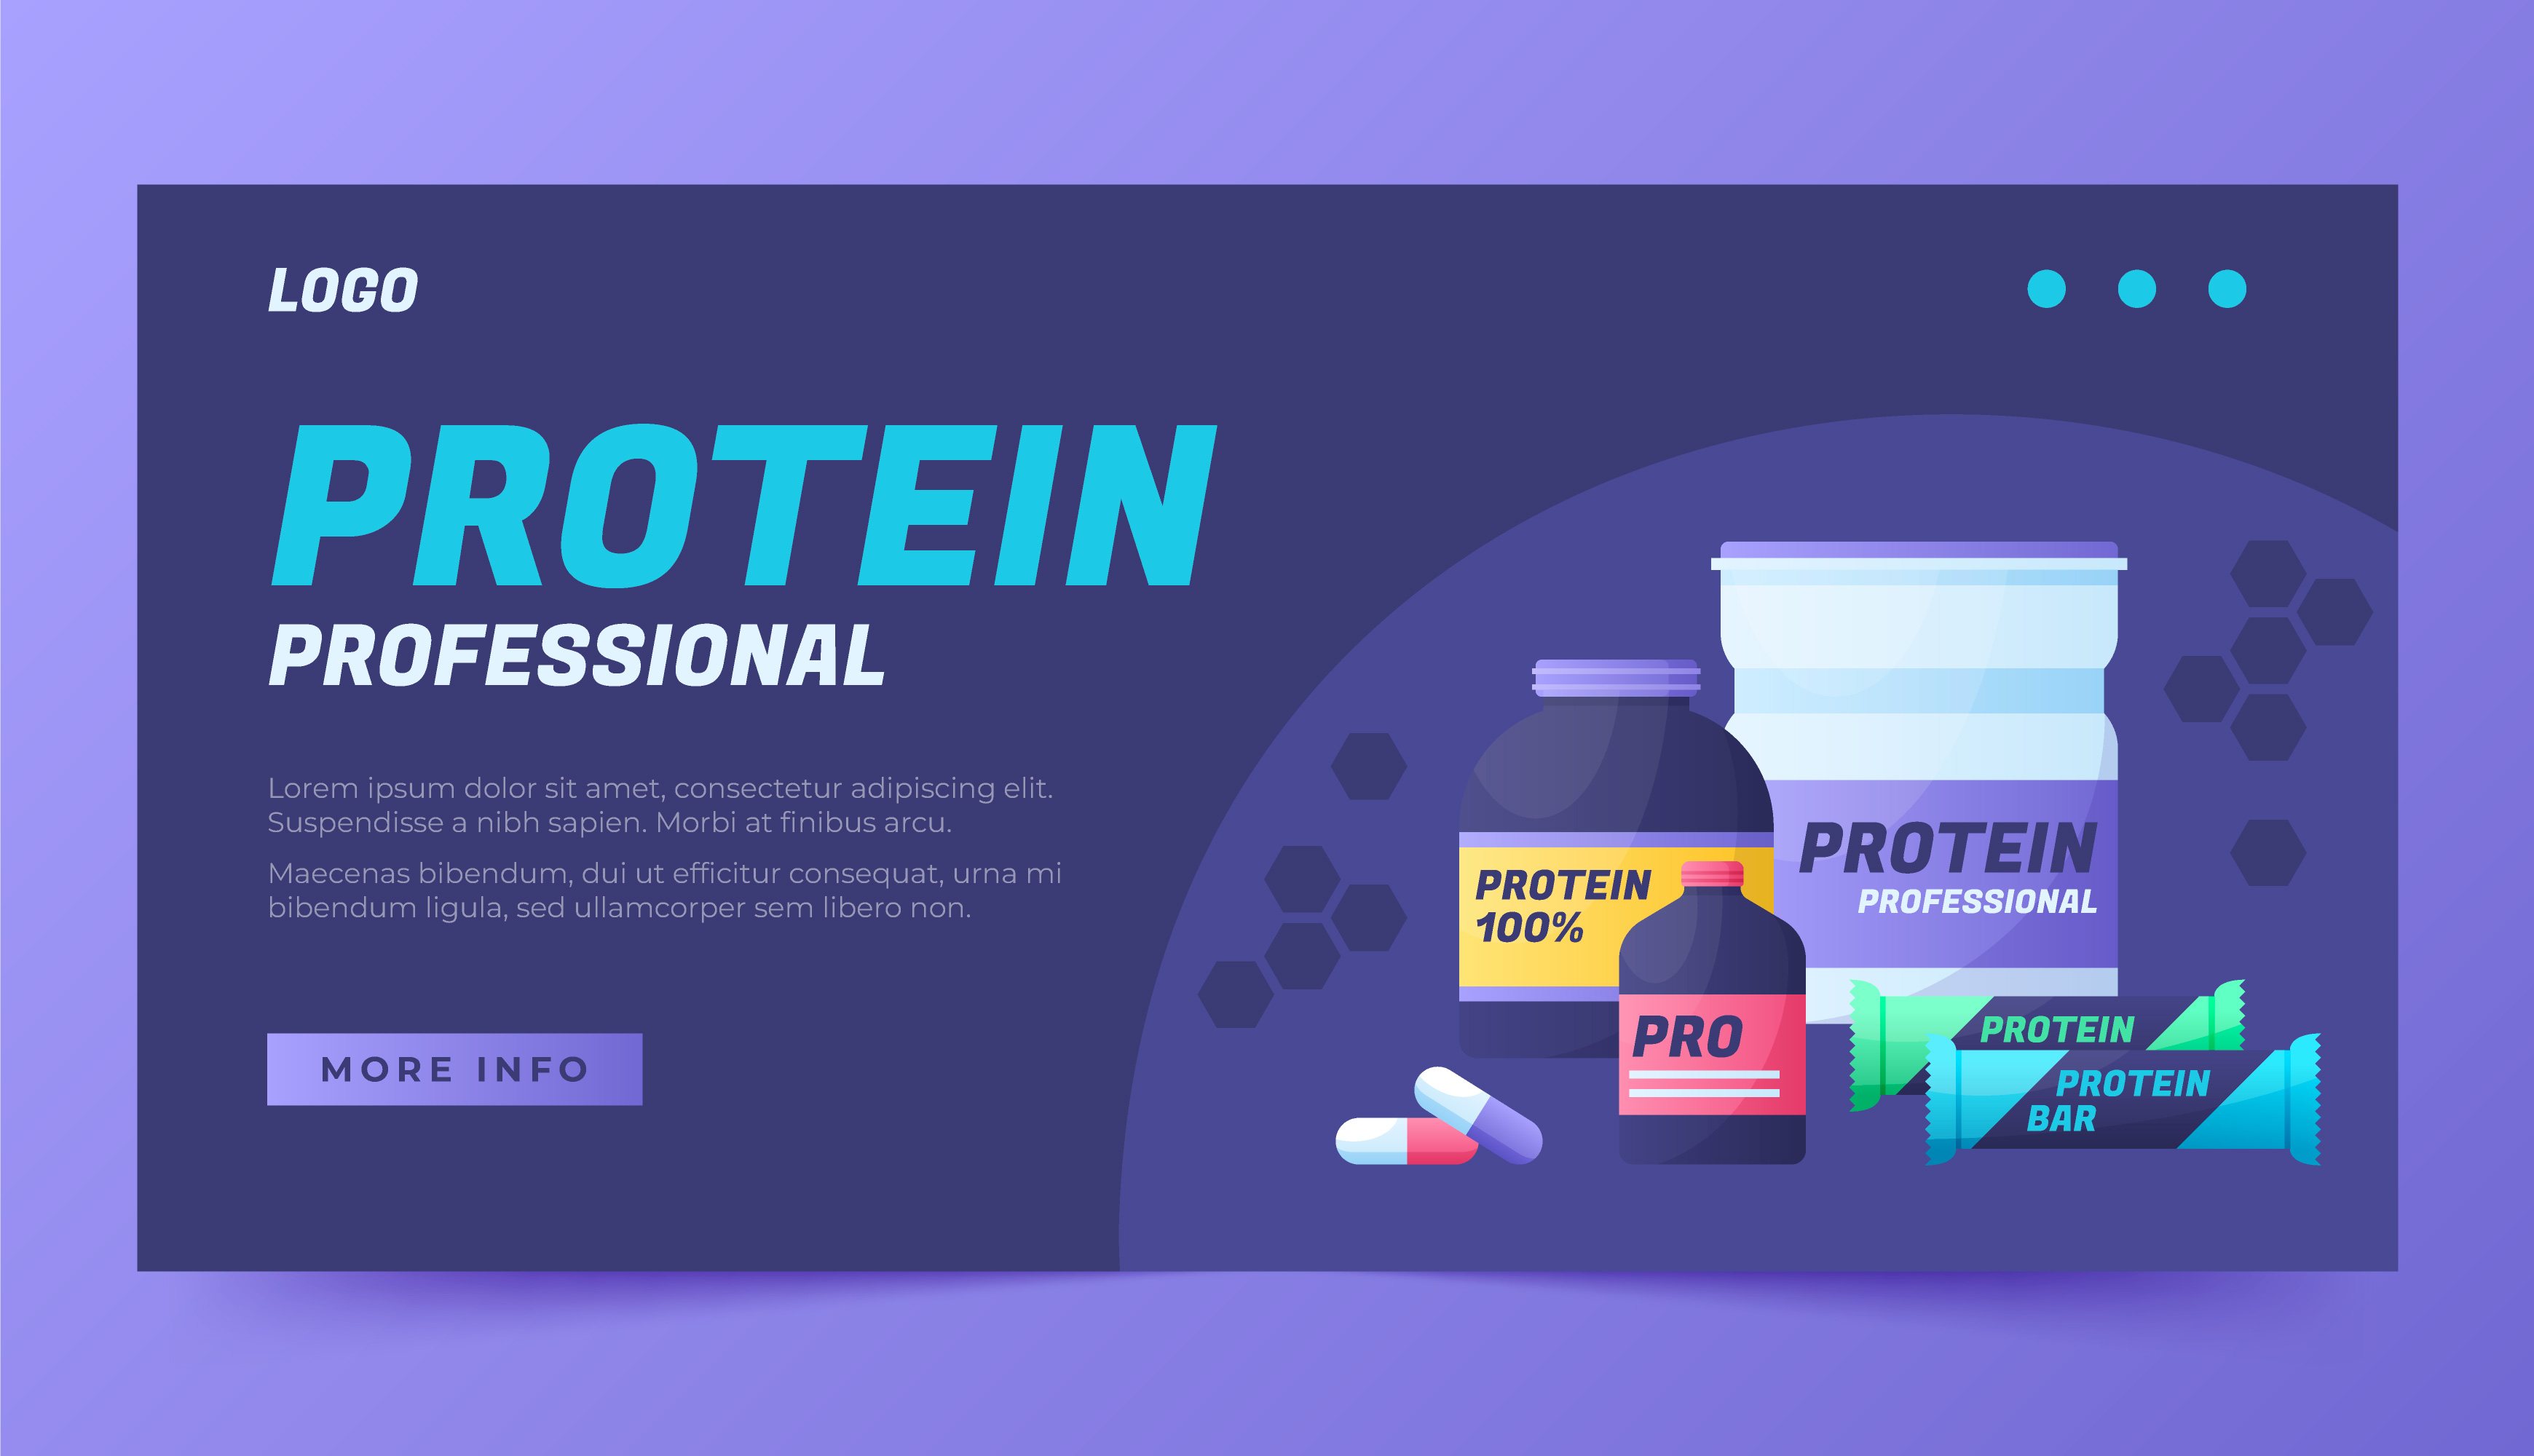 LOGO
PROTEIN
PROFESSIONAL
Lorem ipsum dolor sit amet, consectetur adipiscing elit.
Suspendisse a nibh sapien. Morbi at finibus arcu.
Maecenas bibendum, dui ut efficitur consequat, urna mi
bibendum ligula, sed ullamcorper sem libero non.
MORE INFO
PROTEIN
100%
PRO
PROTEIN
PROFESSIONAL
PROTEIN
PROTEIN
BAR